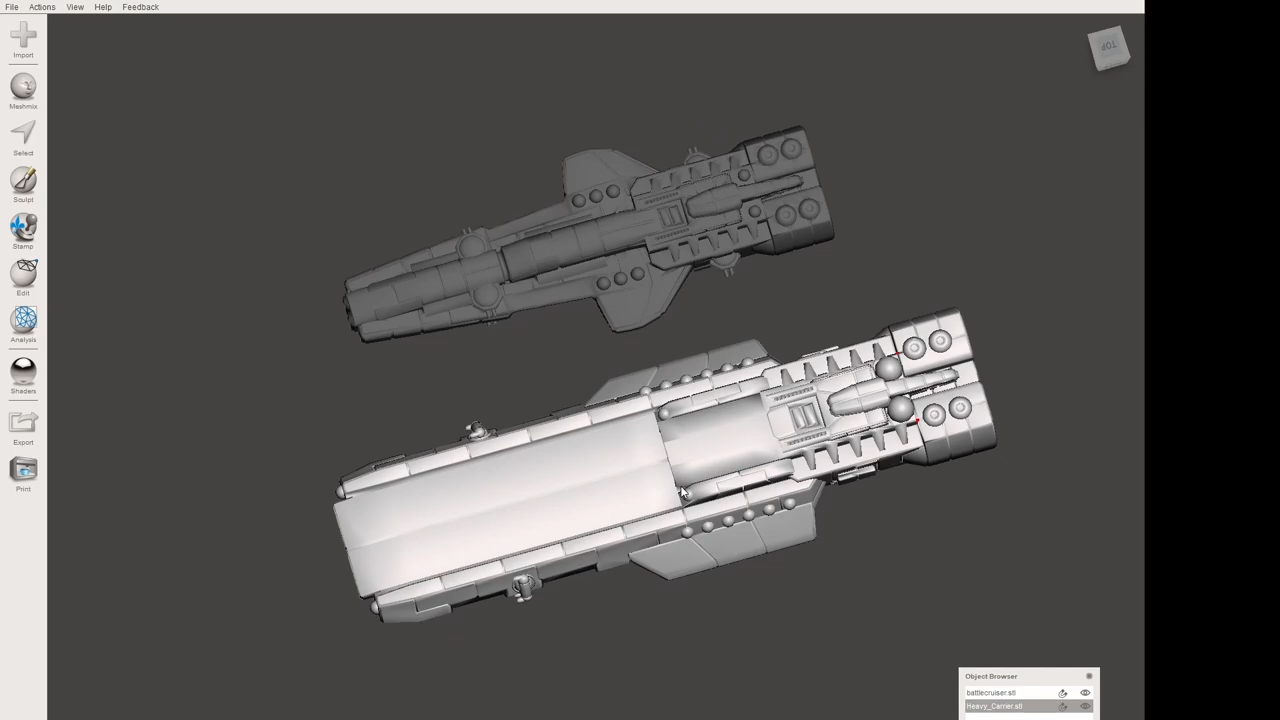 File Actions View Help Feedback
Import
Meshmix
Select
Sculpt
Stamp
Edit
Analysis
Shaders
Export
Print
TOP
Object Browser
battlecruiser.stl
Heavy_Carrier.stl